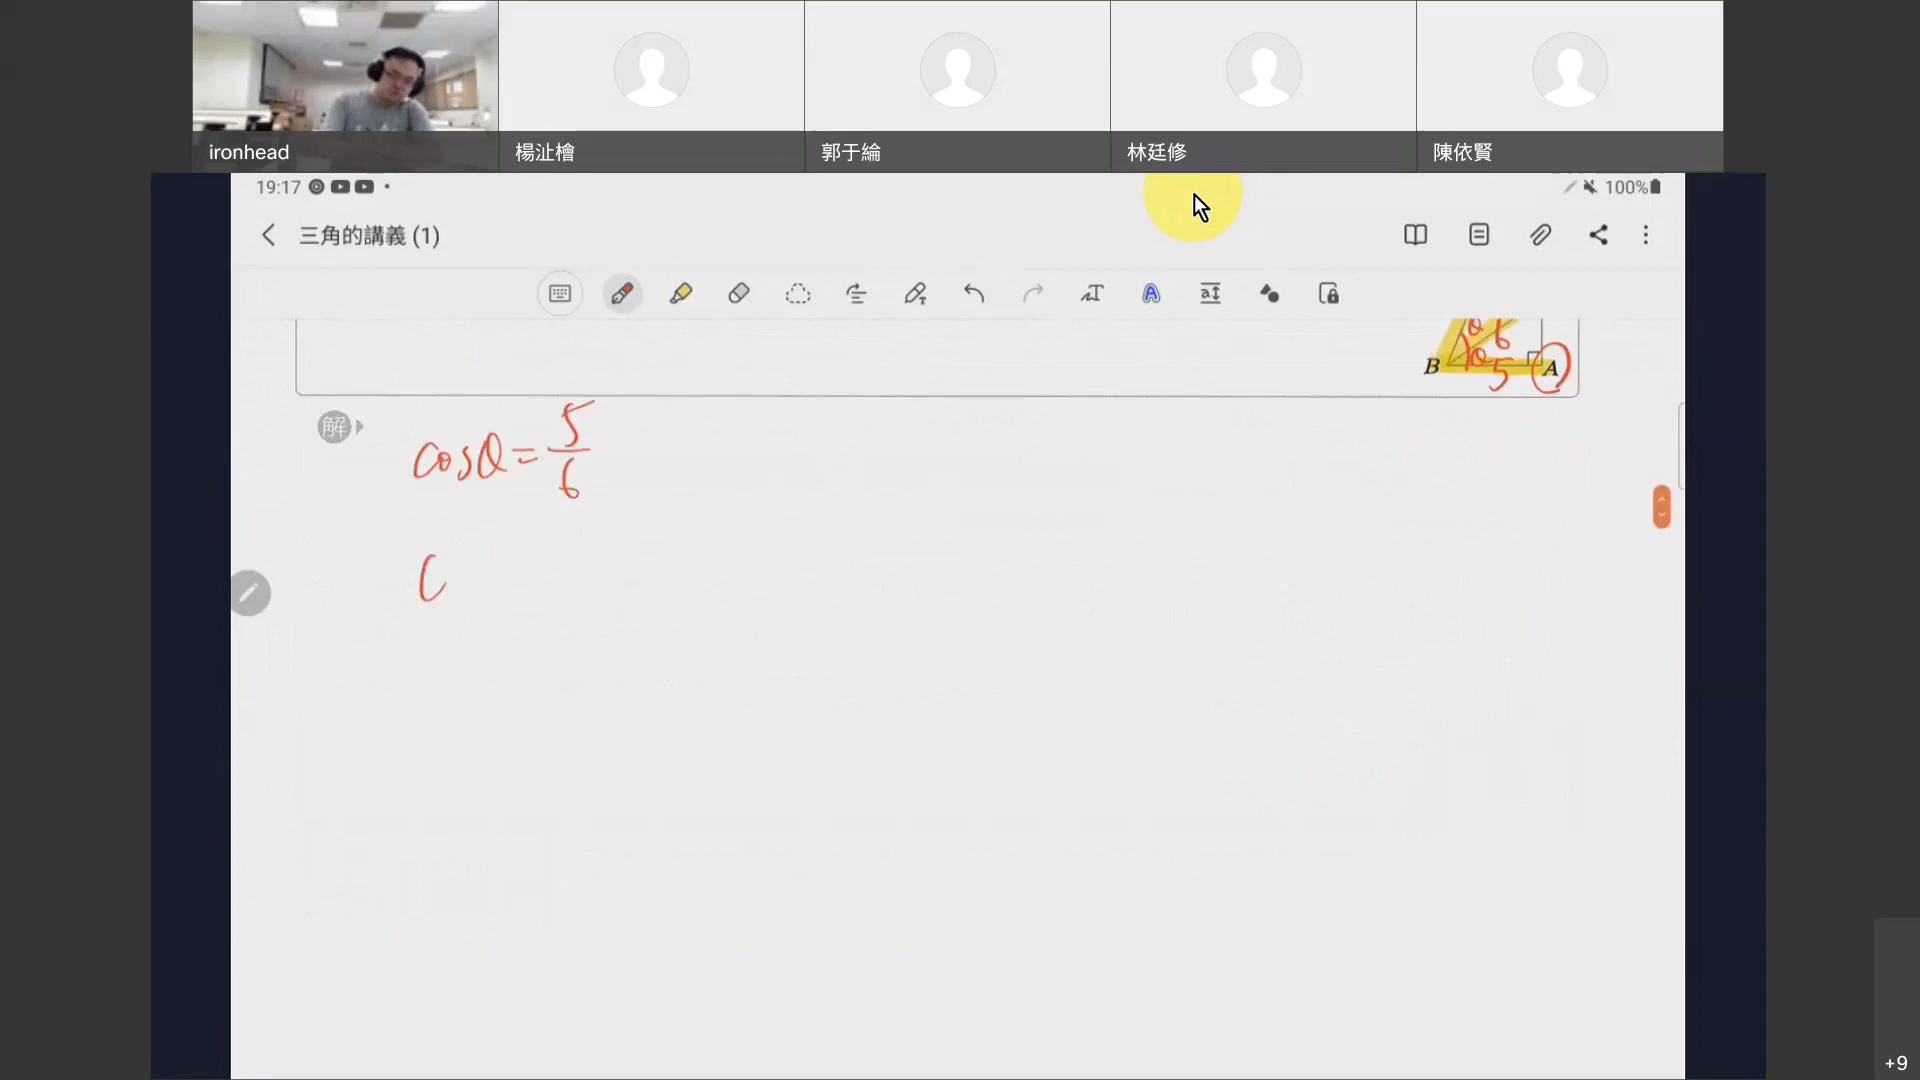 ironhead
楊沚檜
郭于綸
林廷修
陳依賢
19:17
100%
三角的講義 (1)
θ 6
B θ 5 A
解
cosθ = 5/6
C
+9